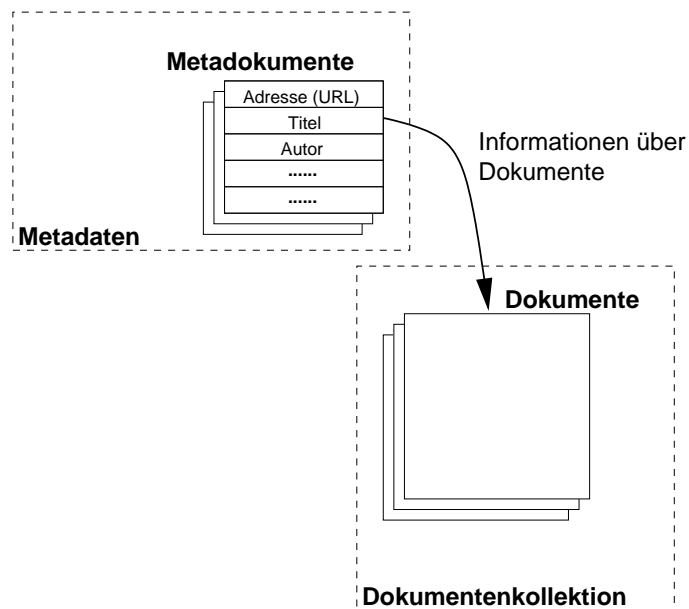 Metadokumente
Adresse (URL)
Titel
Autor
......
......
Metadaten
Informationen über
Dokumente
Dokumente
Dokumentenkollektion